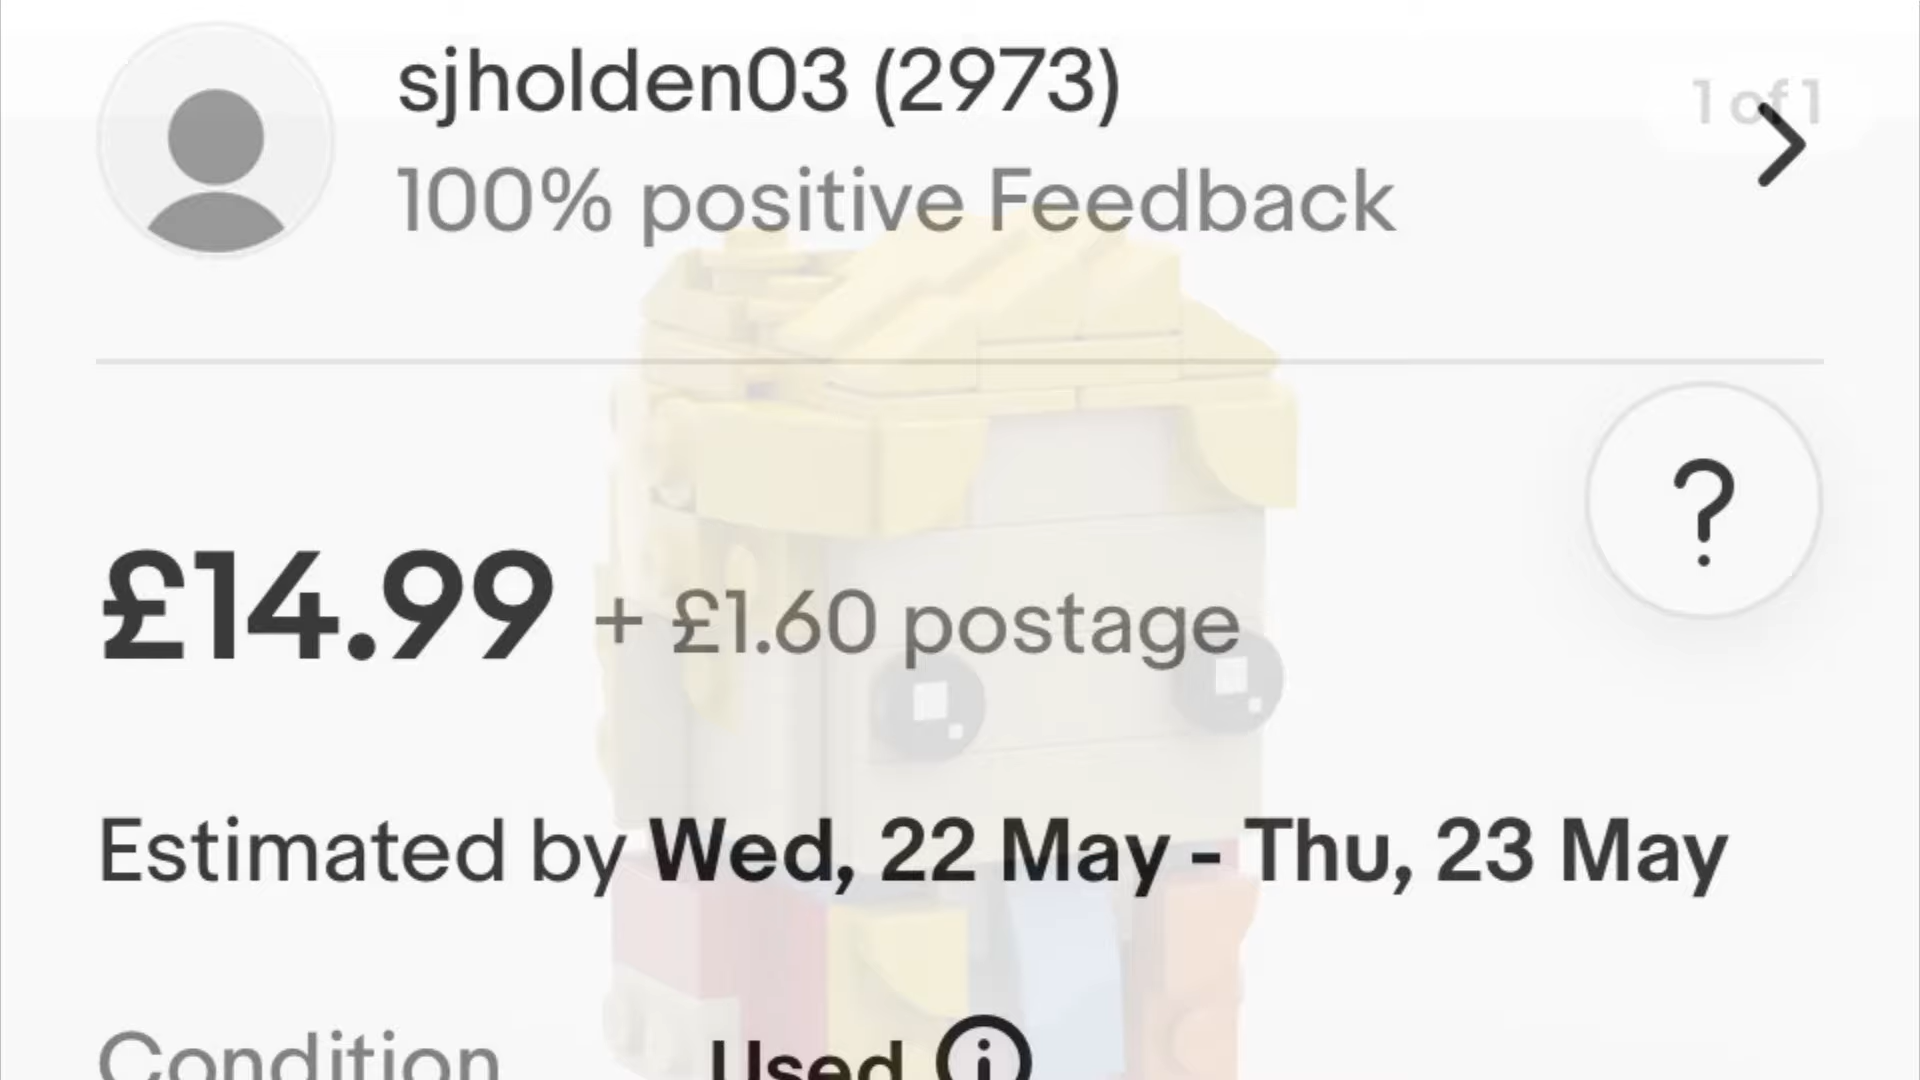 sjholden03 (2973)
1 of 1
100% positive Feedback
£14.99 + £1.60 postage
?
Estimated by Wed, 22 May - Thu, 23 May
Condition Used